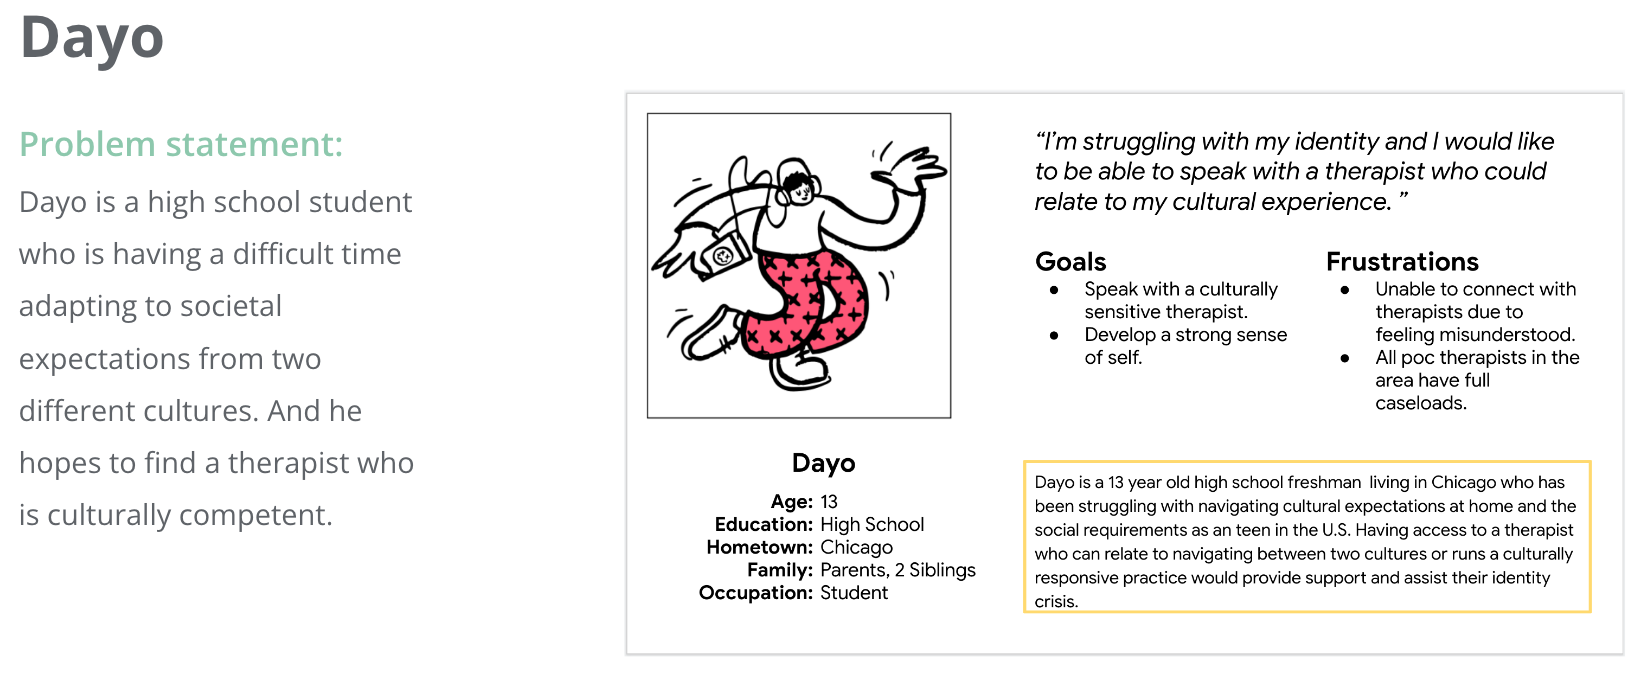 Dayo
Problem statement:
Dayo is a high school student
who is having a difficult time
adapting to societal
expectations from two
different cultures. And he
hopes to find a therapist who
is culturally competent.
“I’m struggling with my identity and I would like
to be able to speak with a therapist who could
relate to my cultural experience. ”
Goals
● Speak with a culturally
sensitive therapist.
● Develop a strong sense
of self.
Frustrations
● Unable to connect with
therapists due to
feeling misunderstood.
● All poc therapists in the
area have full
caseloads.
Dayo
Age: 13
Education: High School
Hometown: Chicago
Family: Parents, 2 Siblings
Occupation: Student
Dayo is a 13 year old high school freshman  living in Chicago who has
been struggling with navigating cultural expectations at home and the
social requirements as an teen in the U.S. Having access to a therapist
who can relate to navigating between two cultures or runs a culturally
responsive practice would provide support and assist their identity
crisis.